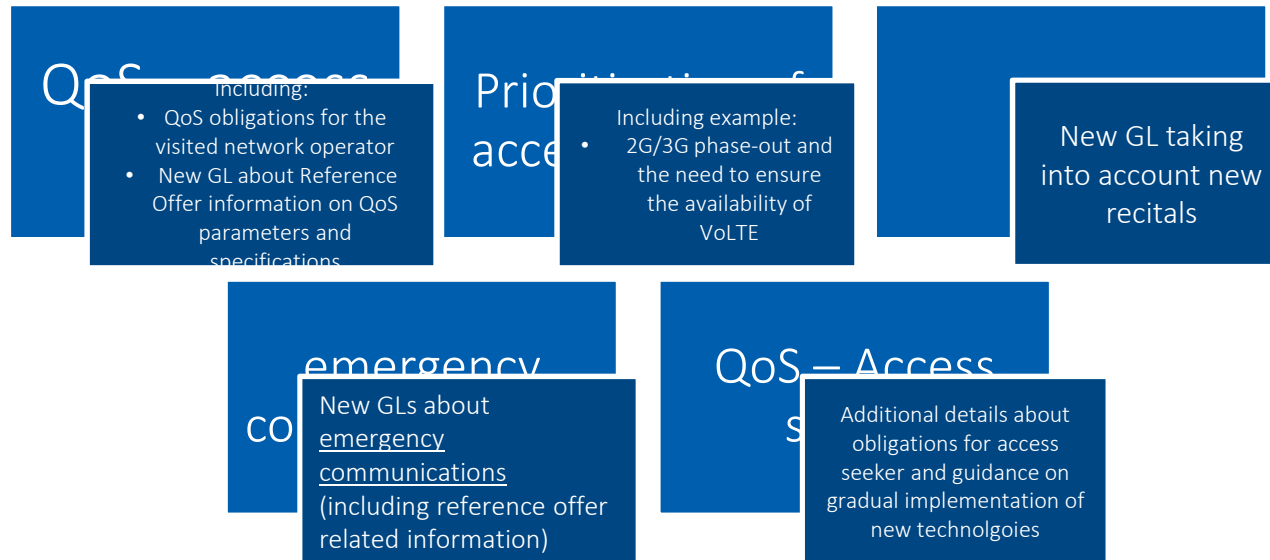 QoS – access
Including:
• QoS obligations for the
visited network operator
• New GL about Reference
Offer information on QoS
parameters and
specifications
Including example:
• 2G/3G phase-out and
the need to ensure
the availability of
VoLTE
New GL taking
into account new
recitals
emergency
New GLs about
emergency
communications
(including reference offer
related information)
QoS – Access
Additional details about
obligations for access
seeker and guidance on
gradual implementation of
new technolgoies